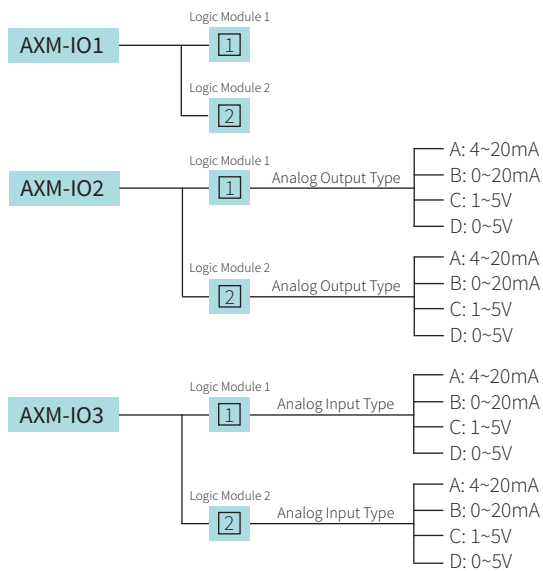 Logic Module 1
AXM-IO1
1
Logic Module 2
2
Logic Module 1
AXM-IO2
1
Analog Output Type
A: 4~20mA
B: 0~20mA
C: 1~5V
D: 0~5V
Logic Module 2
2
Analog Output Type
A: 4~20mA
B: 0~20mA
C: 1~5V
D: 0~5V
Logic Module 1
AXM-IO3
1
Analog Input Type
A: 4~20mA
B: 0~20mA
C: 1~5V
D: 0~5V
Logic Module 2
2
Analog Input Type
A: 4~20mA
B: 0~20mA
C: 1~5V
D: 0~5V